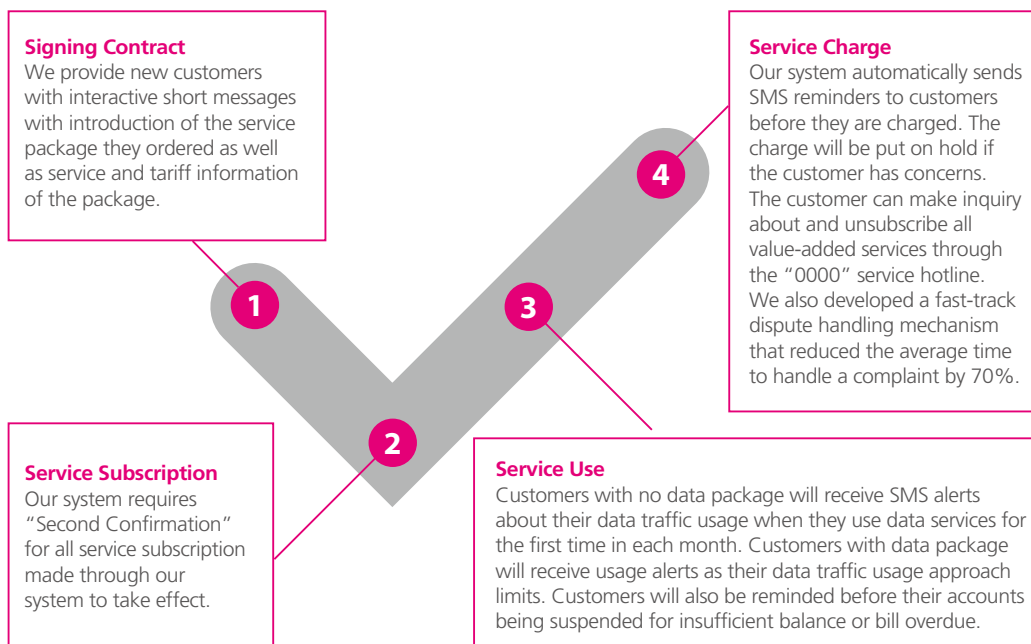 Signing Contract
We provide new customers
with interactive short messages
with introduction of the service
package they ordered as well
as service and tariff information
of the package.
1
Service Subscription
Our system requires
“Second Confirmation”
for all service subscription
made through our
system to take effect.
2
Service Use
Customers with no data package will receive SMS alerts
about their data traffic usage when they use data services for
the first time in each month. Customers with data package
will receive usage alerts as their data traffic usage approach
limits. Customers will also be reminded before their accounts
being suspended for insufficient balance or bill overdue.
3
Service Charge
Our system automatically sends
SMS reminders to customers
before they are charged. The
charge will be put on hold if
the customer has concerns.
The customer can make inquiry
about and unsubscribe all
value-added services through
the “0000” service hotline.
We also developed a fast-track
dispute handling mechanism
that reduced the average time
to handle a complaint by 70%.
4